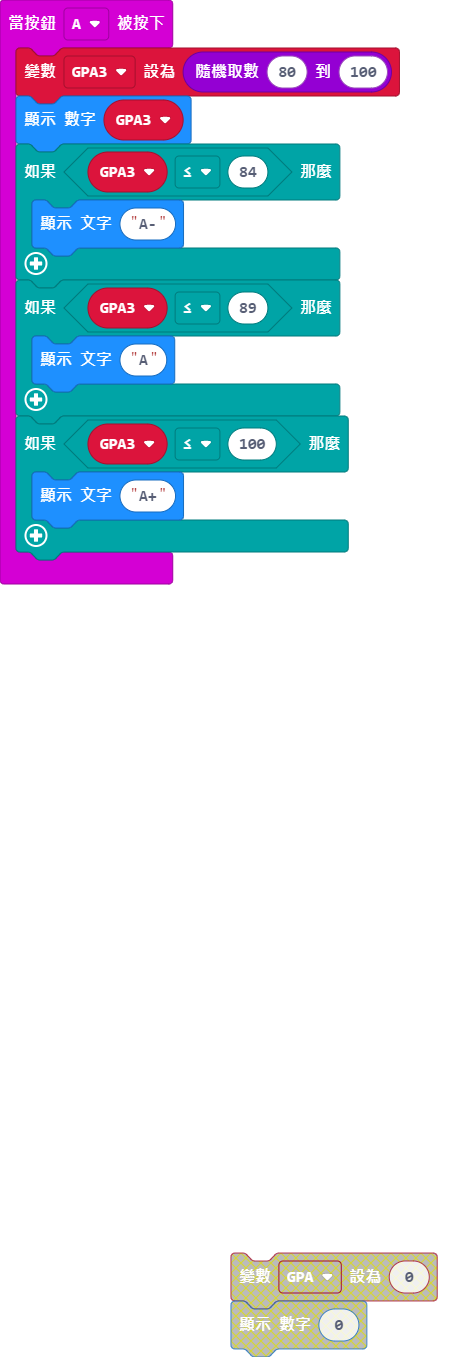 當按鈕 A 被按下
變數 GPA3 設為 隨機取數 80 到 100
顯示 數字 GPA3
如果 GPA3 ≤ 84 那麼
顯示 文字 "A-"
如果 GPA3 ≤ 89 那麼
顯示 文字 "A"
如果 GPA3 ≤ 100 那麼
顯示 文字 "A+"
變數 GPA 設為 0
顯示 數字 0